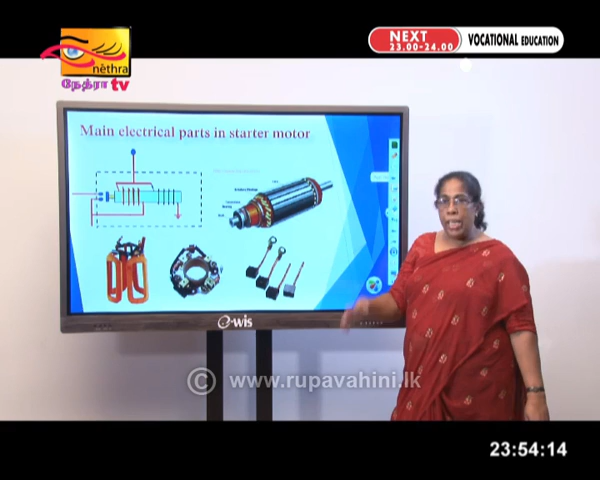 NEXT
23.00-24.00
VOCATIONAL EDUCATION
nethra
நேத்ரா tv
Main electrical parts in starter motor
e-wis
© www.rupavahini.lk
23:54:14